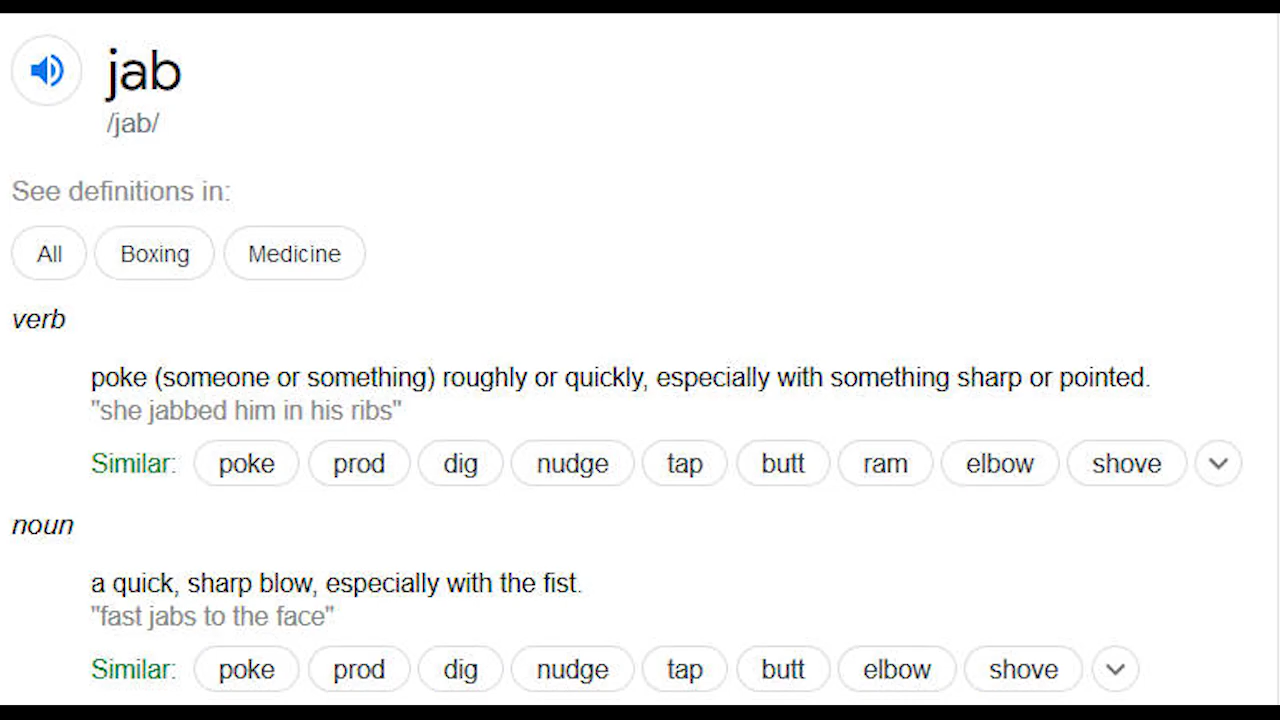 jab
/jab/
See definitions in:
All Boxing Medicine
verb
poke (someone or something) roughly or quickly, especially with something sharp or pointed.
"she jabbed him in his ribs"
Similar: poke prod dig nudge tap butt ram elbow shove
noun
a quick, sharp blow, especially with the fist.
"fast jabs to the face"
Similar: poke prod dig nudge tap butt elbow shove